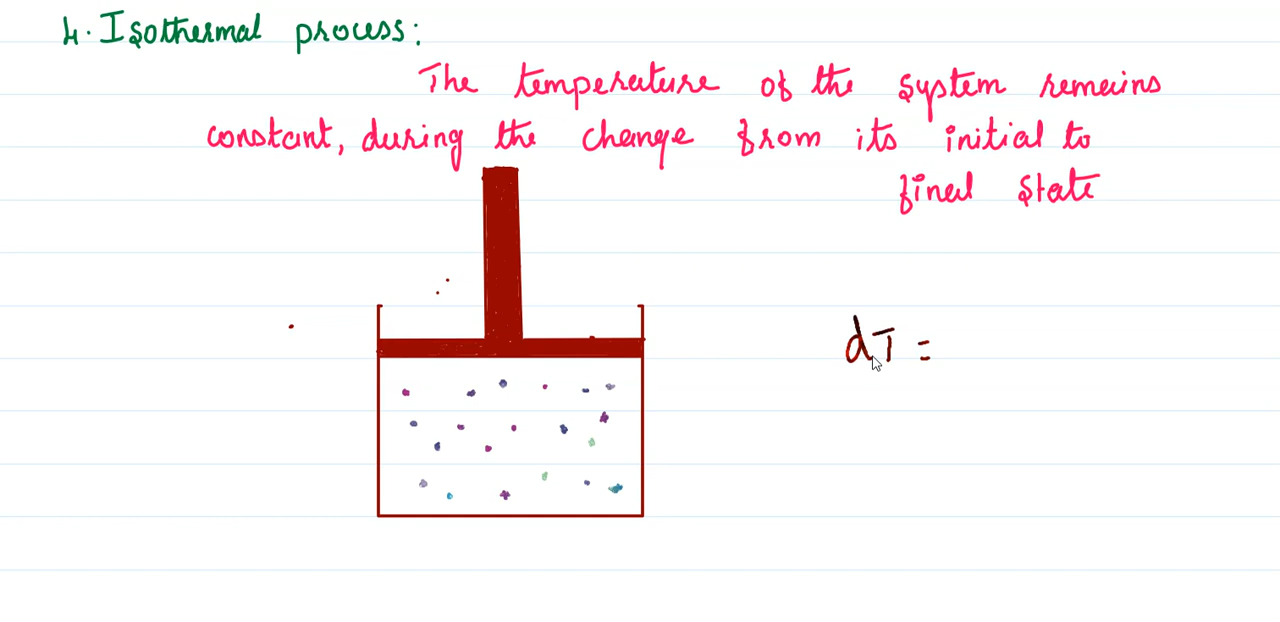 4. Isothermal process:
The temperature of the system remains
constant, during the change from its initial to
final state
dT =